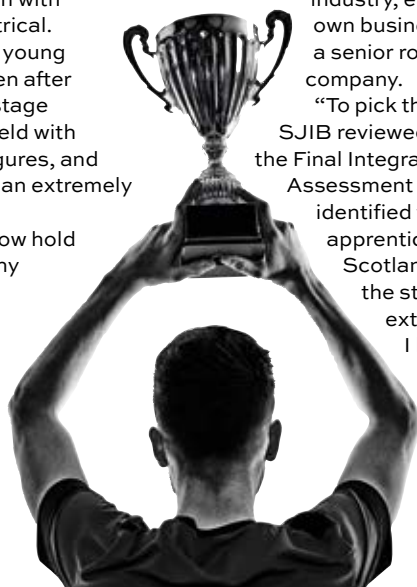 n with
trical.
young
en after
stage
eld with
gures, and
an extremely
ow hold
ny
industry, e
own busin
a senior ro
company.
“To pick th
SJIB reviewed
the Final Integra
Assessment
identified
apprentic
Scotlan
the st
ext
I